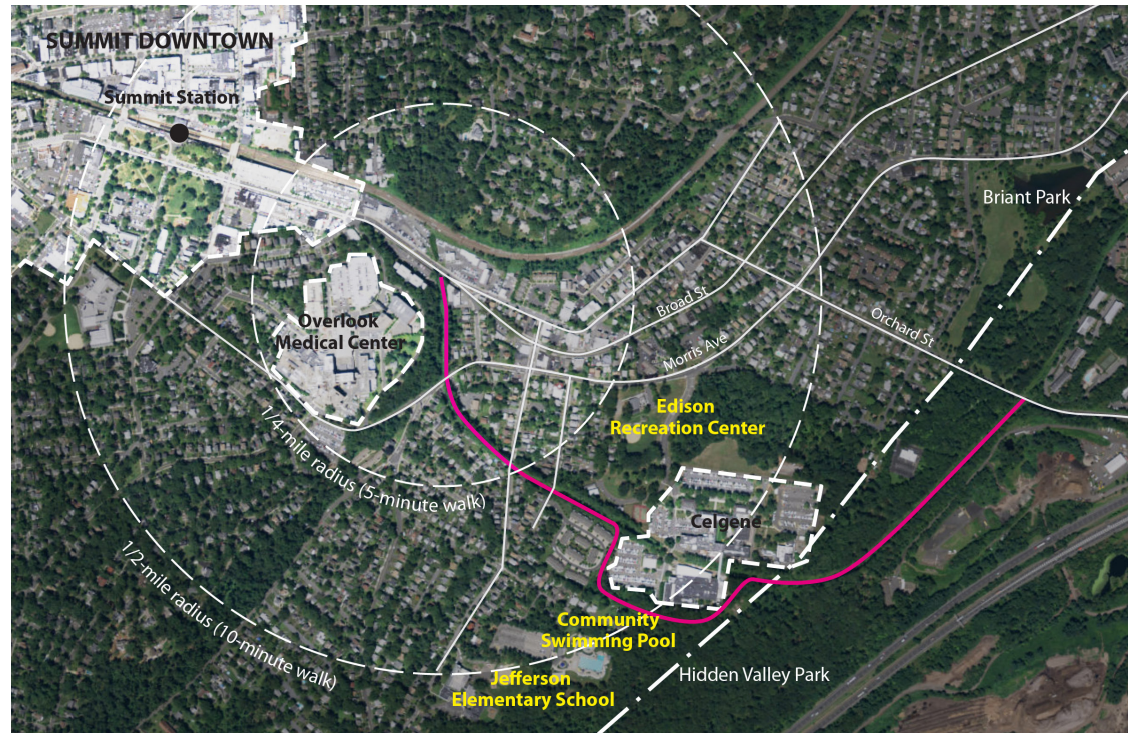 SUMMIT DOWNTOWN
Summit Station
Briant Park
Overlook
Medical Center
Broad St
Orchard St
Morris Ave
Edison
Recreation Center
1/4-mile radius (5-minute walk)
Celgene
1/2-mile radius (10-minute walk)
Community
Swimming Pool
Hidden Valley Park
Jefferson
Elementary School